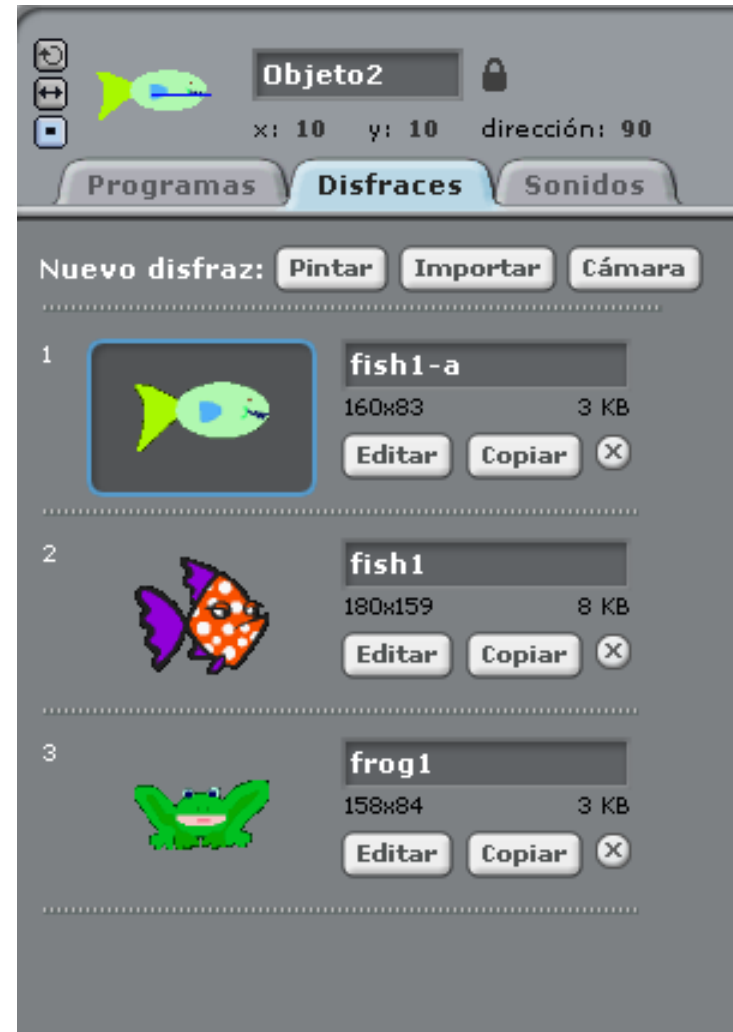 Objeto2
x: 10 y: 10 dirección: 90
Programas Disfraces Sonidos
Nuevo disfraz: Pintar Importar Cámara
1
fish1-a
160x83 3 KB
Editar Copiar
2
fish1
180x159 8 KB
Editar Copiar
3
frog1
158x84 3 KB
Editar Copiar